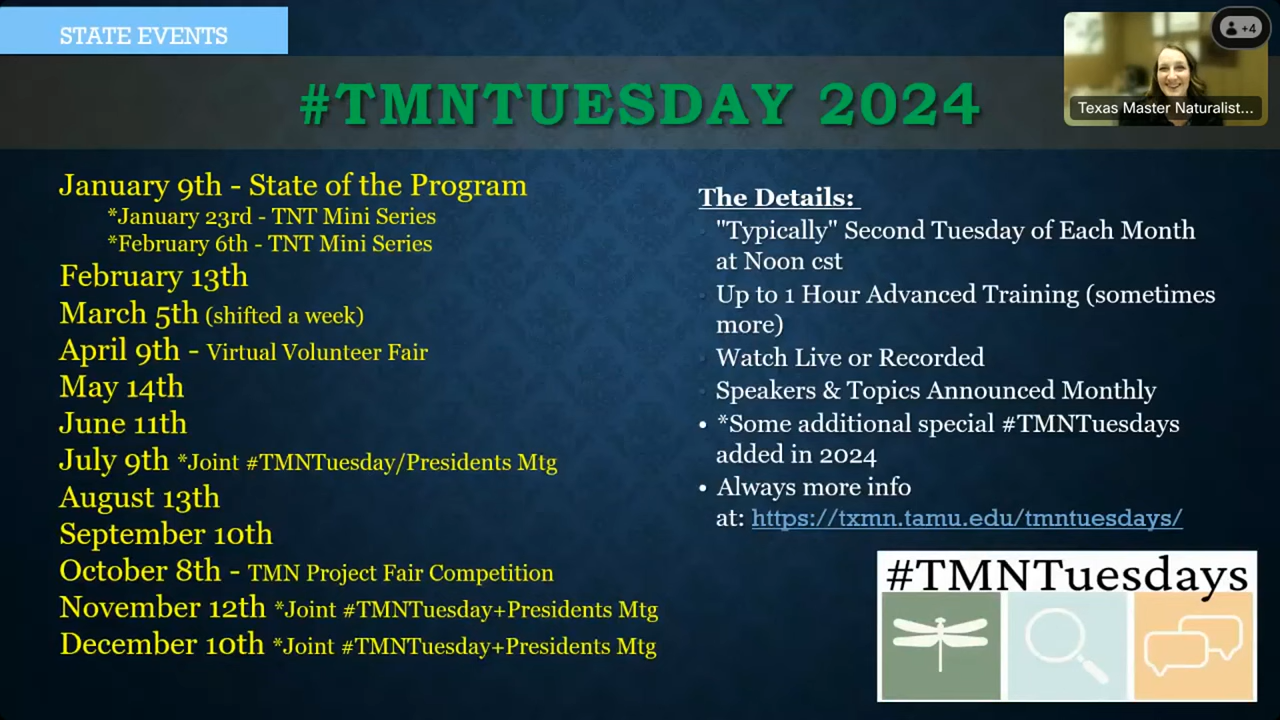 STATE EVENTS
#TMNTUESDAY 2024
+4
Texas Master Naturalist...
January 9th - State of the Program
*January 23rd - TNT Mini Series
*February 6th - TNT Mini Series
February 13th
March 5th (shifted a week)
April 9th - Virtual Volunteer Fair
May 14th
June 11th
July 9th *Joint #TMNTuesday/Presidents Mtg
August 13th
September 10th
October 8th - TMN Project Fair Competition
November 12th *Joint #TMNTuesday+Presidents Mtg
December 10th *Joint #TMNTuesday+Presidents Mtg
The Details:
"Typically" Second Tuesday of Each Month
at Noon cst
Up to 1 Hour Advanced Training (sometimes
more)
Watch Live or Recorded
Speakers & Topics Announced Monthly
• *Some additional special #TMNTuesdays
added in 2024
• Always more info
at: https://txmn.tamu.edu/tmntuesdays/
#TMNTuesdays